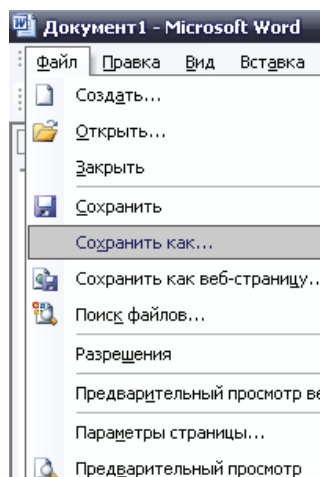 Документ1 - Microsoft Word
Файл Правка Вид Вставка
Создать...
Открыть...
Закрыть
Сохранить
Сохранить как...
Сохранить как веб-страницу...
Поиск файлов...
Разрешения
Предварительный просмотр ве
Параметры страницы...
Предварительный просмотр